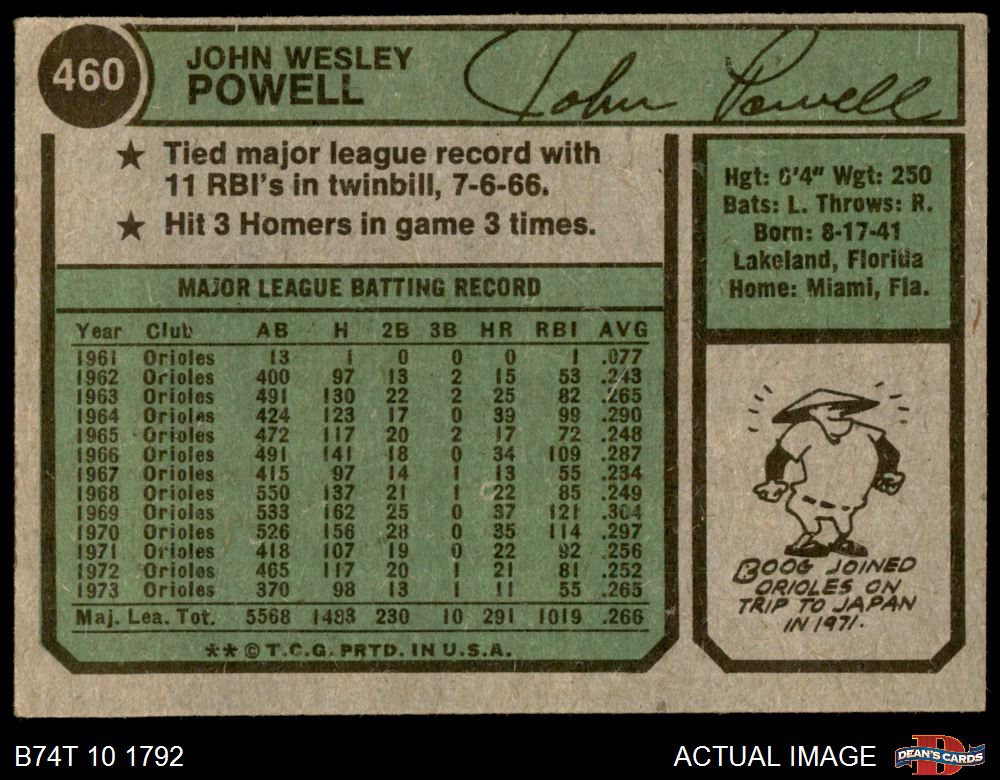 460
JOHN WESLEY
POWELL
John Powell
★ Tied major league record with
11 RBI's in twinbill, 7-6-66.
★ Hit 3 Homers in game 3 times.
Hgt: 6'4" Wgt: 250
Bats: L. Throws: R.
Born: 8-17-41
Lakeland, Florida
Home: Miami, Fla.
MAJOR LEAGUE BATTING RECORD
Year Club AB H 2B 3B HR RBI AVG
1961 Orioles 13 1 0 0 0 1 .077
1962 Orioles 400 97 13 2 15 53 .243
1963 Orioles 491 130 22 2 25 82 .265
1964 Orioles 424 123 17 0 39 99 .290
1965 Orioles 472 117 20 2 17 72 .248
1966 Orioles 491 141 18 0 34 109 .287
1967 Orioles 415 97 14 1 13 55 .234
1968 Orioles 550 137 21 1 22 85 .249
1969 Orioles 533 162 25 0 37 121 .304
1970 Orioles 526 156 28 0 35 114 .297
1971 Orioles 418 107 19 0 22 92 .256
1972 Orioles 465 117 20 1 21 81 .252
1973 Orioles 370 98 13 1 11 55 .265
Maj. Lea. Tot. 5568 1483 230 10 291 1019 .266
** © T.C.G. PRTD. IN U.S.A.
BOOG JOINED
ORIOLES ON
TRIP TO JAPAN
IN 1971.
B74T 10 1792
ACTUAL IMAGE
DEAN'S CARDS